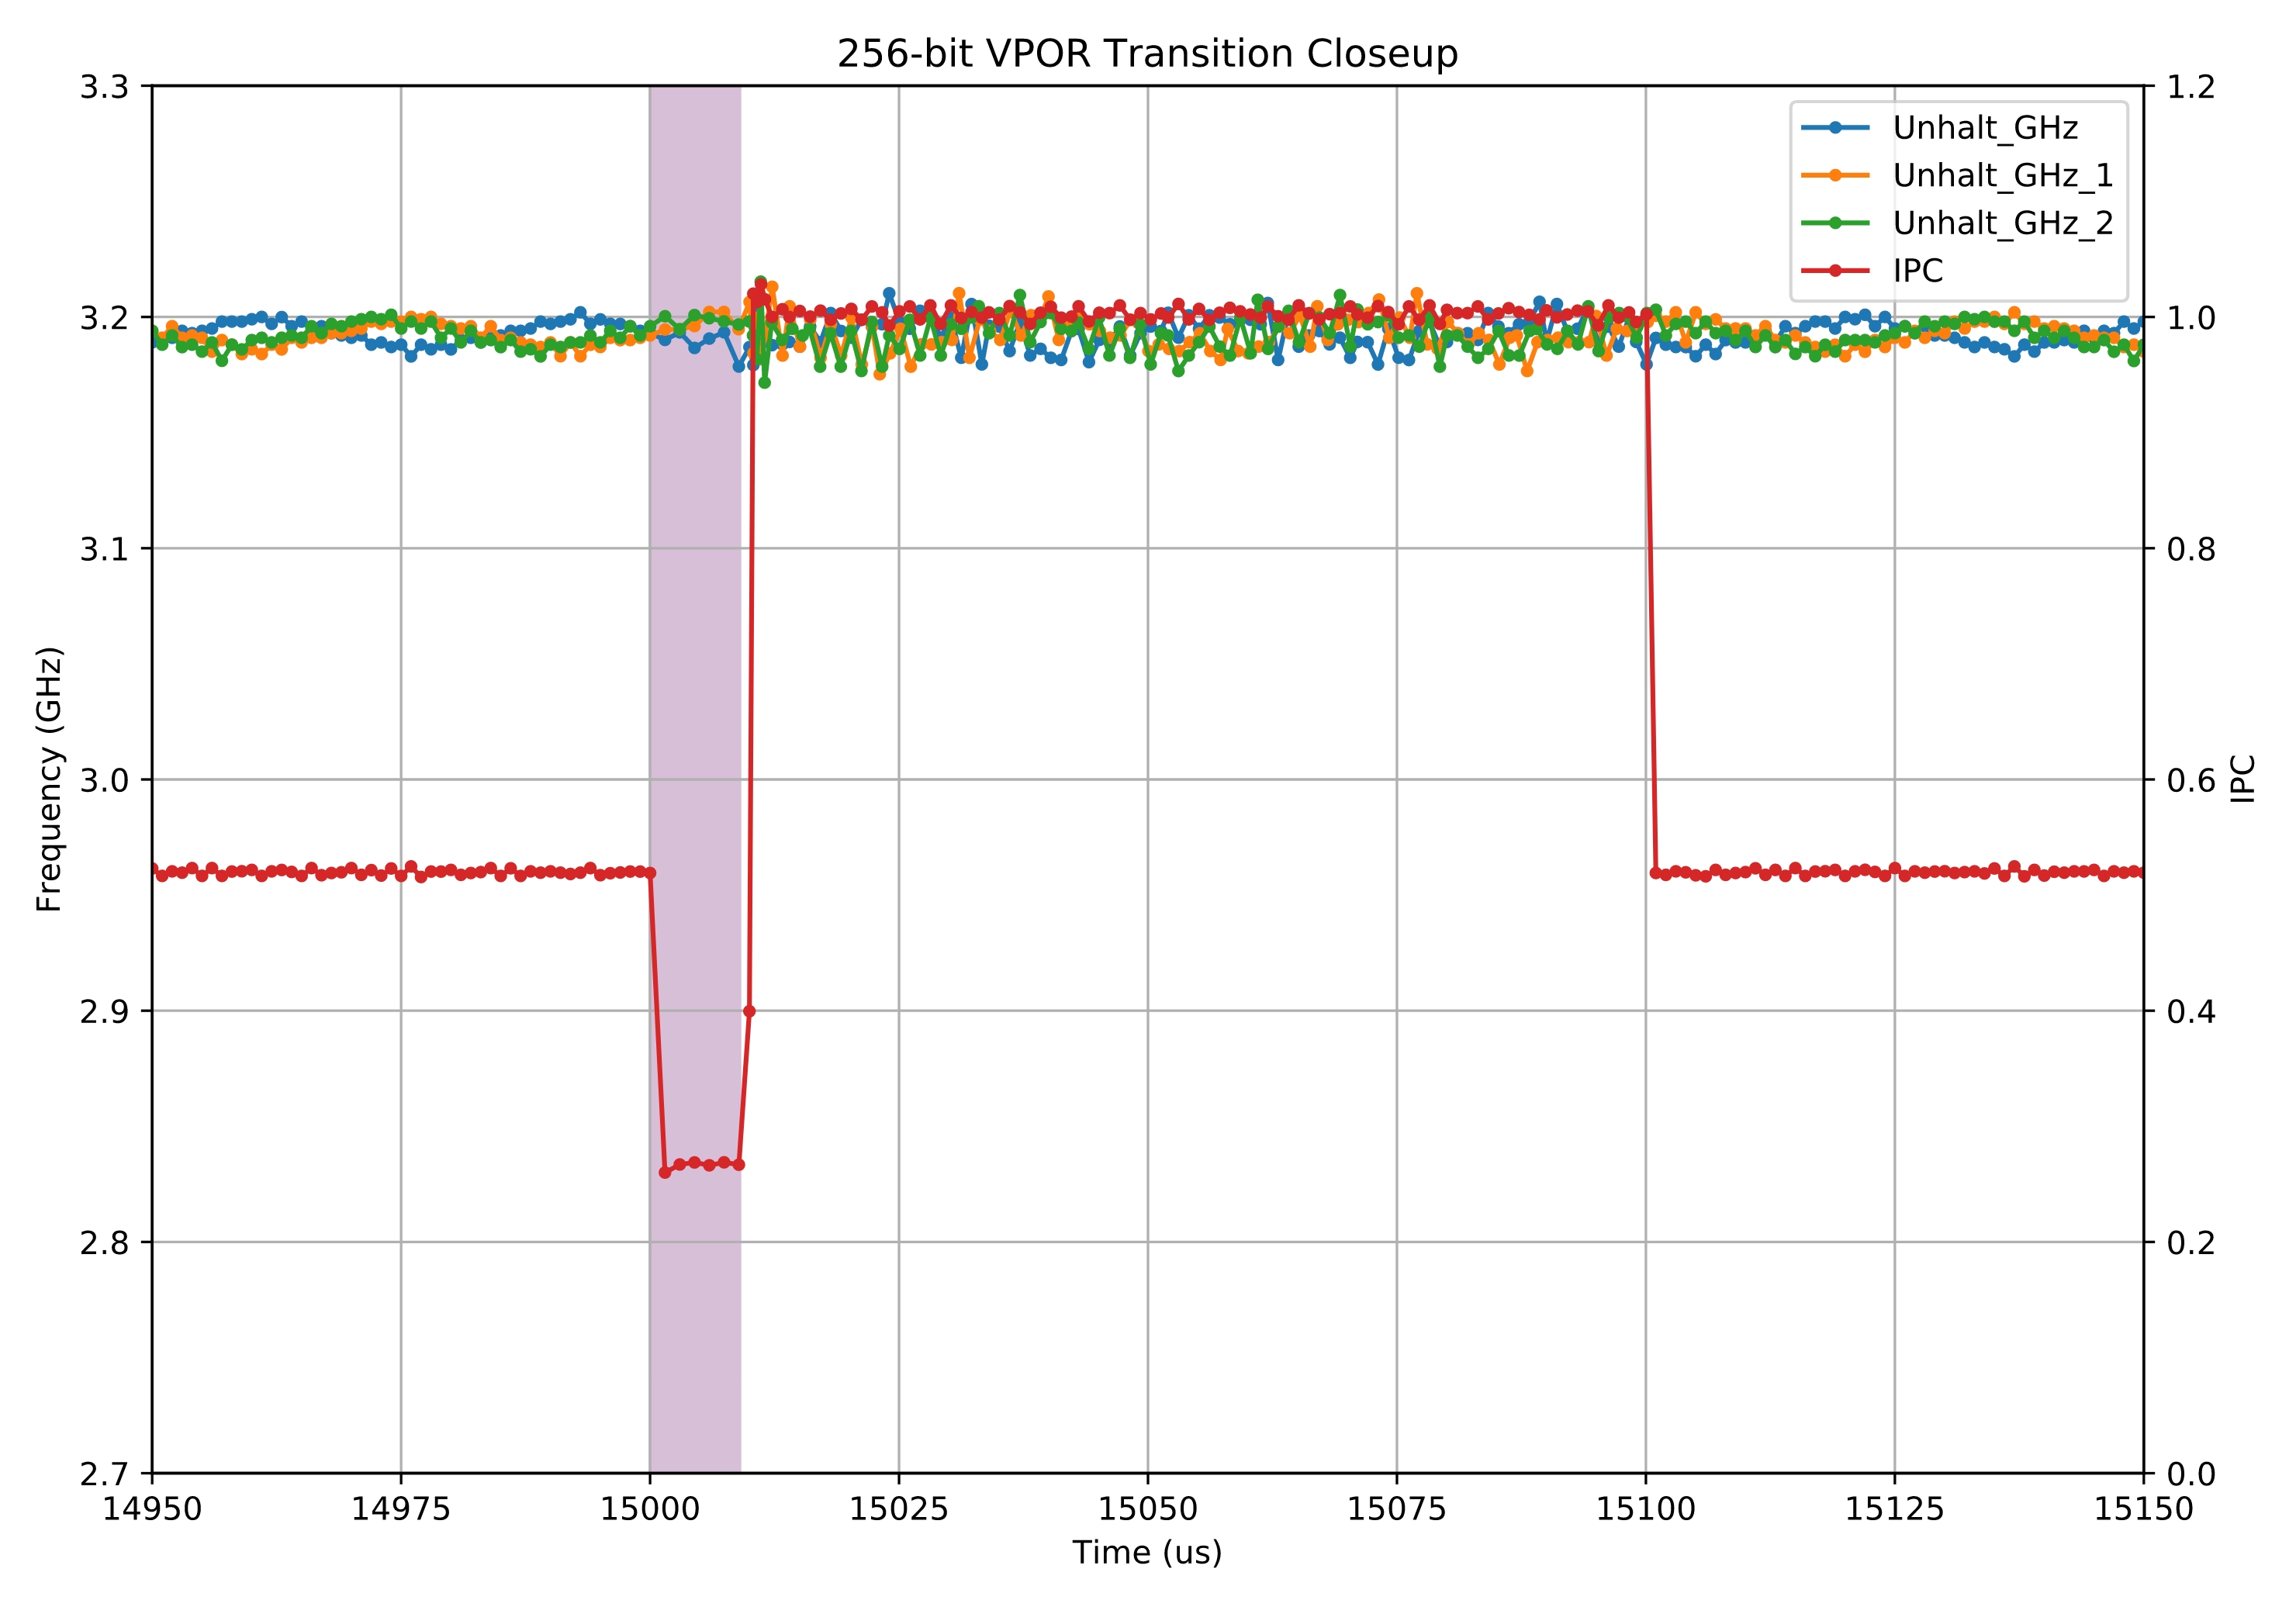 256-bit VPOR Transition Closeup
3.3
3.2
3.1
3.0
2.9
2.8
2.7
Frequency (GHz)
1.2
1.0
0.8
0.6
0.4
0.2
0.0
IPC
Unhalt_GHz
Unhalt_GHz_1
Unhalt_GHz_2
IPC
14950 14975 15000 15025 15050 15075 15100 15125 15150
Time (us)